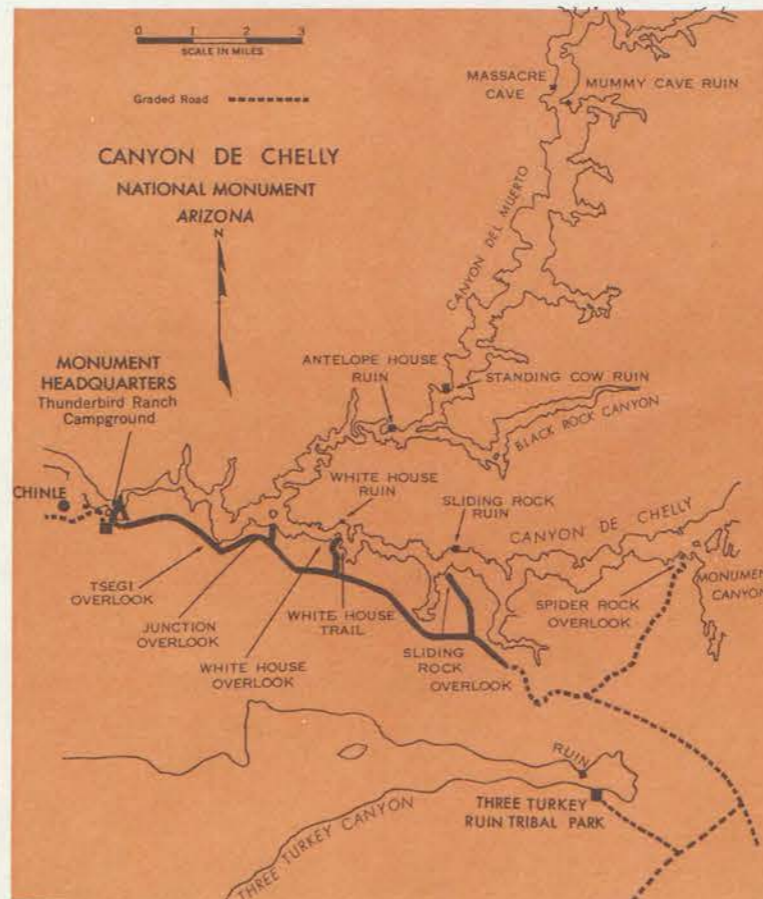 0 1 2 3
SCALE IN MILES
Graded Road
CANYON DE CHELLY
NATIONAL MONUMENT
ARIZONA
N
MASSACRE
CAVE
MUMMY CAVE RUIN
CANYON DEL MUERTO
ANTELOPE HOUSE
RUIN
STANDING COW RUIN
BLACK ROCK CANYON
MONUMENT
HEADQUARTERS
Thunderbird Ranch
Campground
CHINLE
WHITE HOUSE
RUIN
SLIDING ROCK
RUIN
CANYON DE CHELLY
MONUMENT
CANYON
SPIDER ROCK
OVERLOOK
TSEGI
OVERLOOK
JUNCTION
OVERLOOK
WHITE HOUSE
OVERLOOK
WHITE HOUSE
TRAIL
SLIDING
ROCK
OVERLOOK
RUIN
THREE TURKEY
RUIN TRIBAL PARK
THREE TURKEY CANYON